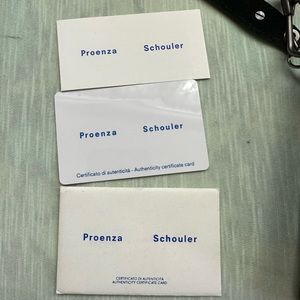 Proenza Schouler
Proenza Schouler
Certificato di autenticità - Authenticity certificate card
Proenza Schouler
CERTIFICATO DI AUTENTICITÀ
AUTHENTICITY CERTIFICATE CARD